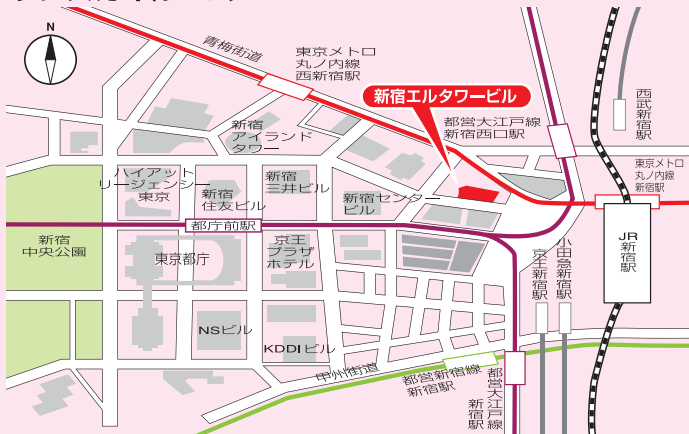 N
青梅街道
東京メトロ
丸ノ内線
西新宿駅
新宿エルタワービル
都営大江戸線
新宿西口駅
西武新宿駅
新宿
アイランド
タワー
東京メトロ
丸ノ内線
新宿駅
ハイアット
リージェンシー
東京
新宿
住友ビル
新宿
三井ビル
新宿センター
ビル
都庁前駅
新宿
中央公園
東京都庁
京王
プラザ
ホテル
JR
新宿駅
小田急新宿駅
京王新宿駅
NSビル
KDDIビル
甲州街道
都営新宿線
新宿駅
都営大江戸線
新宿駅